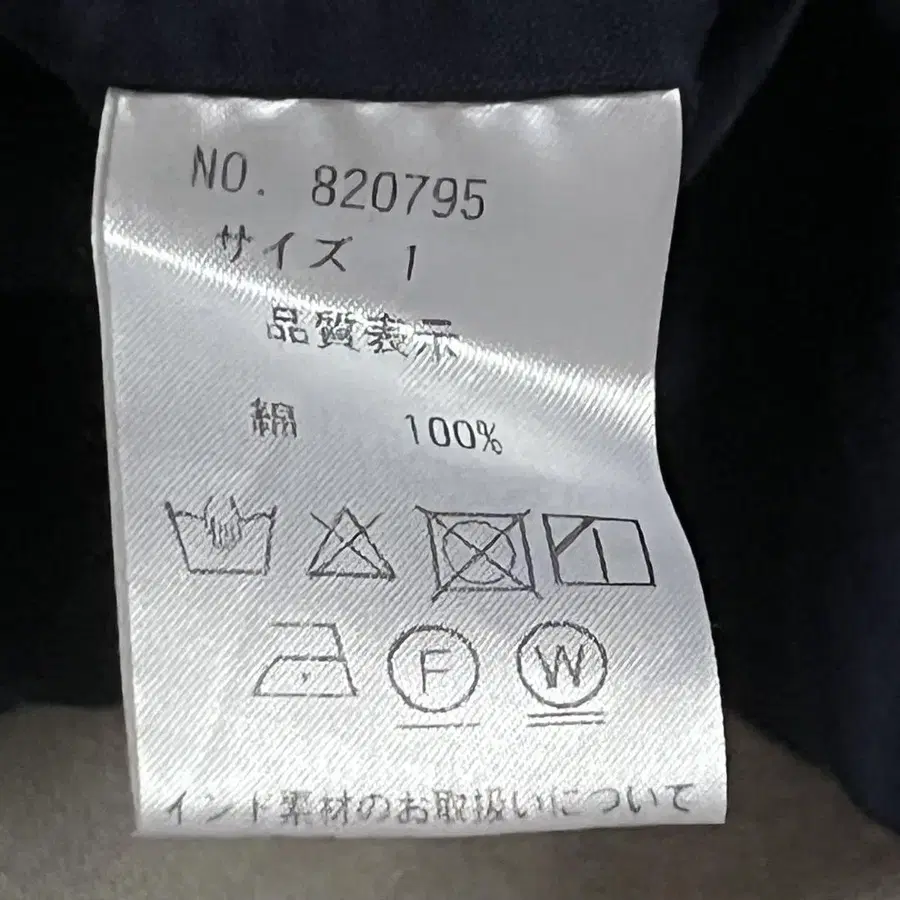 NO. 820795
サイズ 1
品質表示
綿 100%
F W
インド素材のお取扱いについて